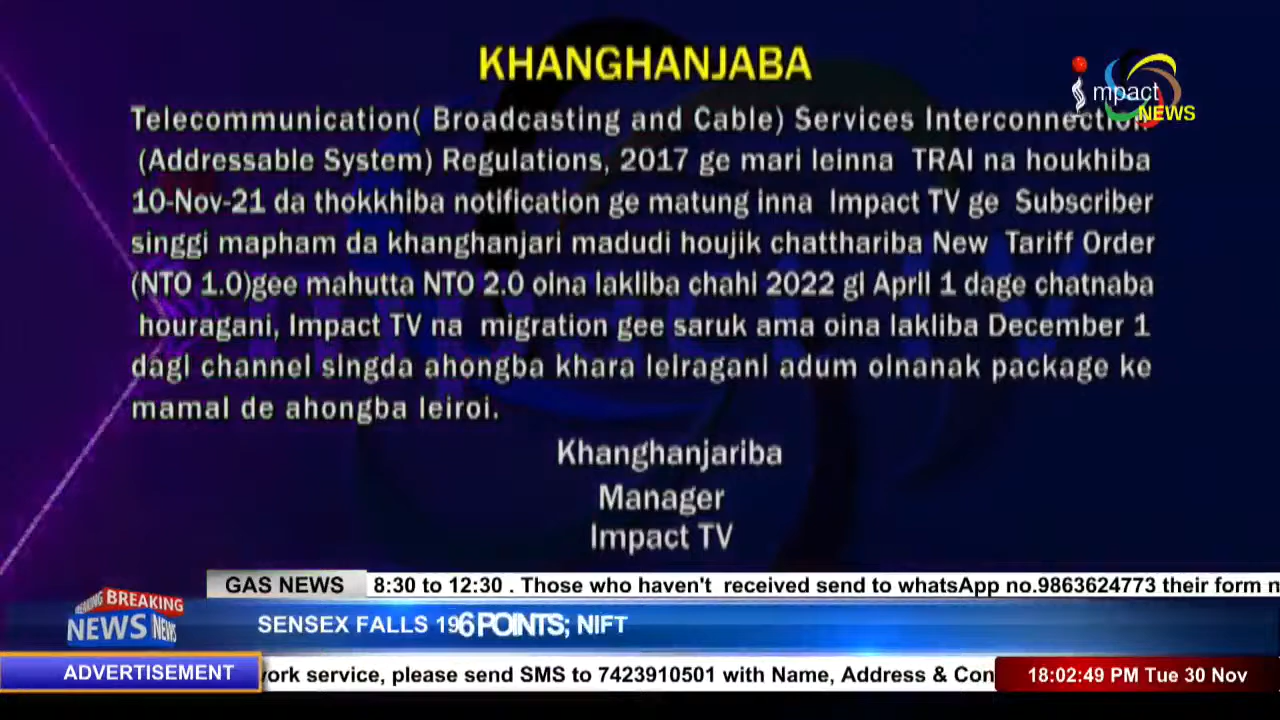 KHANGHANJABA
impact
NEWS
Telecommunication( Broadcasting and Cable) Services Interconnection
(Addressable System) Regulations, 2017 ge mari leinna TRAI na houkhiba
10-Nov-21 da thokkhiba notification ge matung inna Impact TV ge Subscriber
singgi mapham da khanghanjari madudi houjik chatthariba New Tariff Order
(NTO 1.0)gee mahutta NTO 2.0 oina lakliba chahi 2022 gi April 1 dage chatnaba
houragani, Impact TV na migration gee saruk ama oina lakliba December 1
dagi channel singda ahongba khara leiragani adum oinanak package ke
mamal de ahongba leiroi.
Khanghanjariba
Manager
Impact TV
GAS NEWS 8:30 to 12:30 . Those who haven't received send to whatsApp no.9863624773 their form n
BREAKING BREAKING
NEWS NEWS
SENSEX FALLS 196 POINTS; NIFT
ADVERTISEMENT ork service, please send SMS to 7423910501 with Name, Address & Con
18:02:49 PM Tue 30 Nov